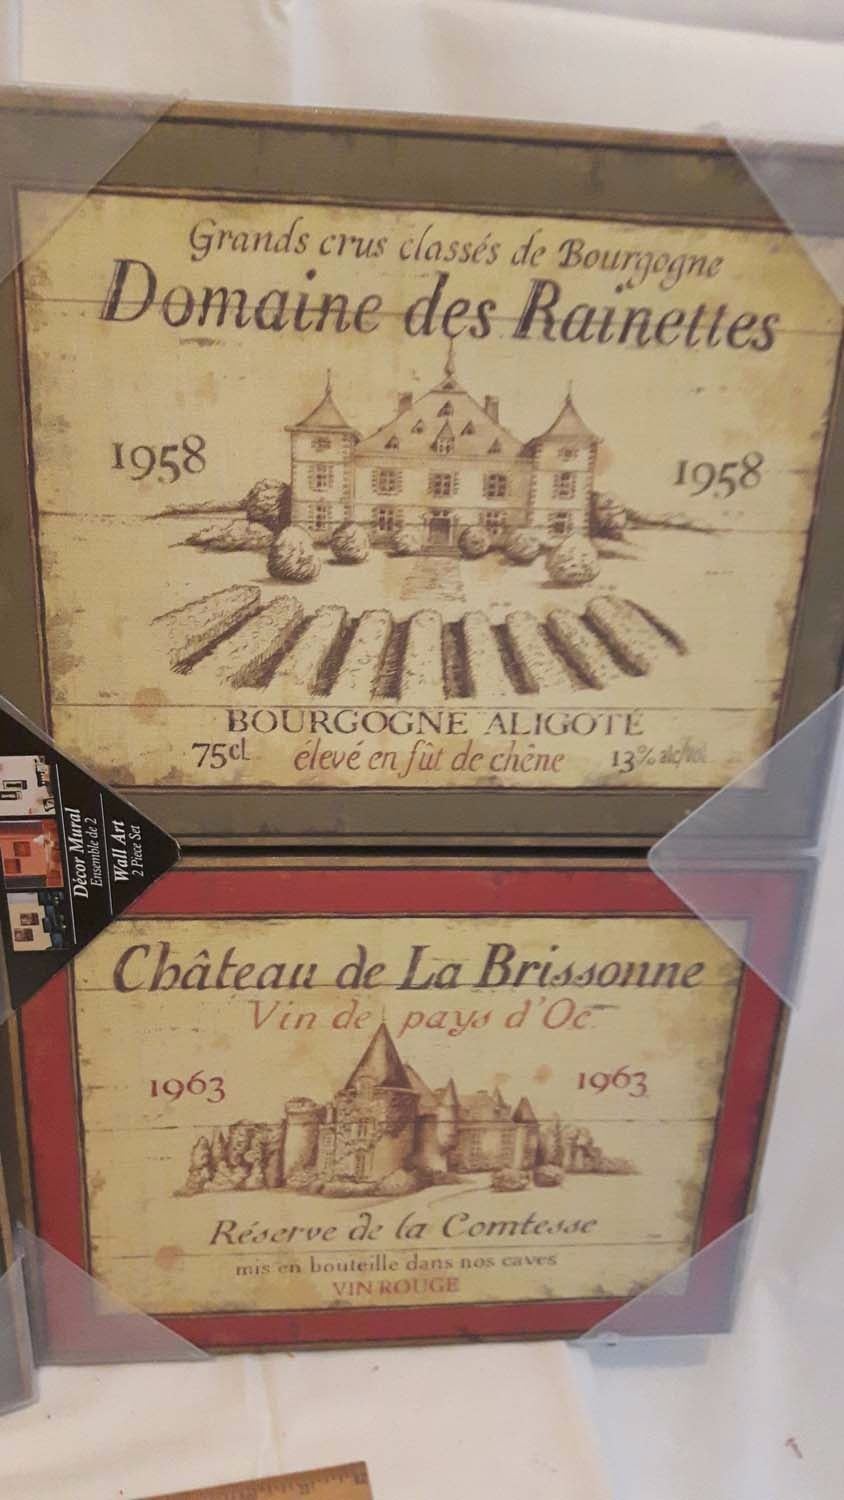 Grands crus classés de Bourgogne
Domaine des Rainettes
1958
1958
BOURGOGNE ALIGOTÉ
75cl élevé en fût de chêne 13% alc/vol
Décor Mural
Ensemble de 2
Wall Art
2 Piece Set
Château de La Brissonne
Vin de pays d'Oc
1963
1963
Réserve de la Comtesse
mis en bouteille dans nos caves
VIN ROUGE